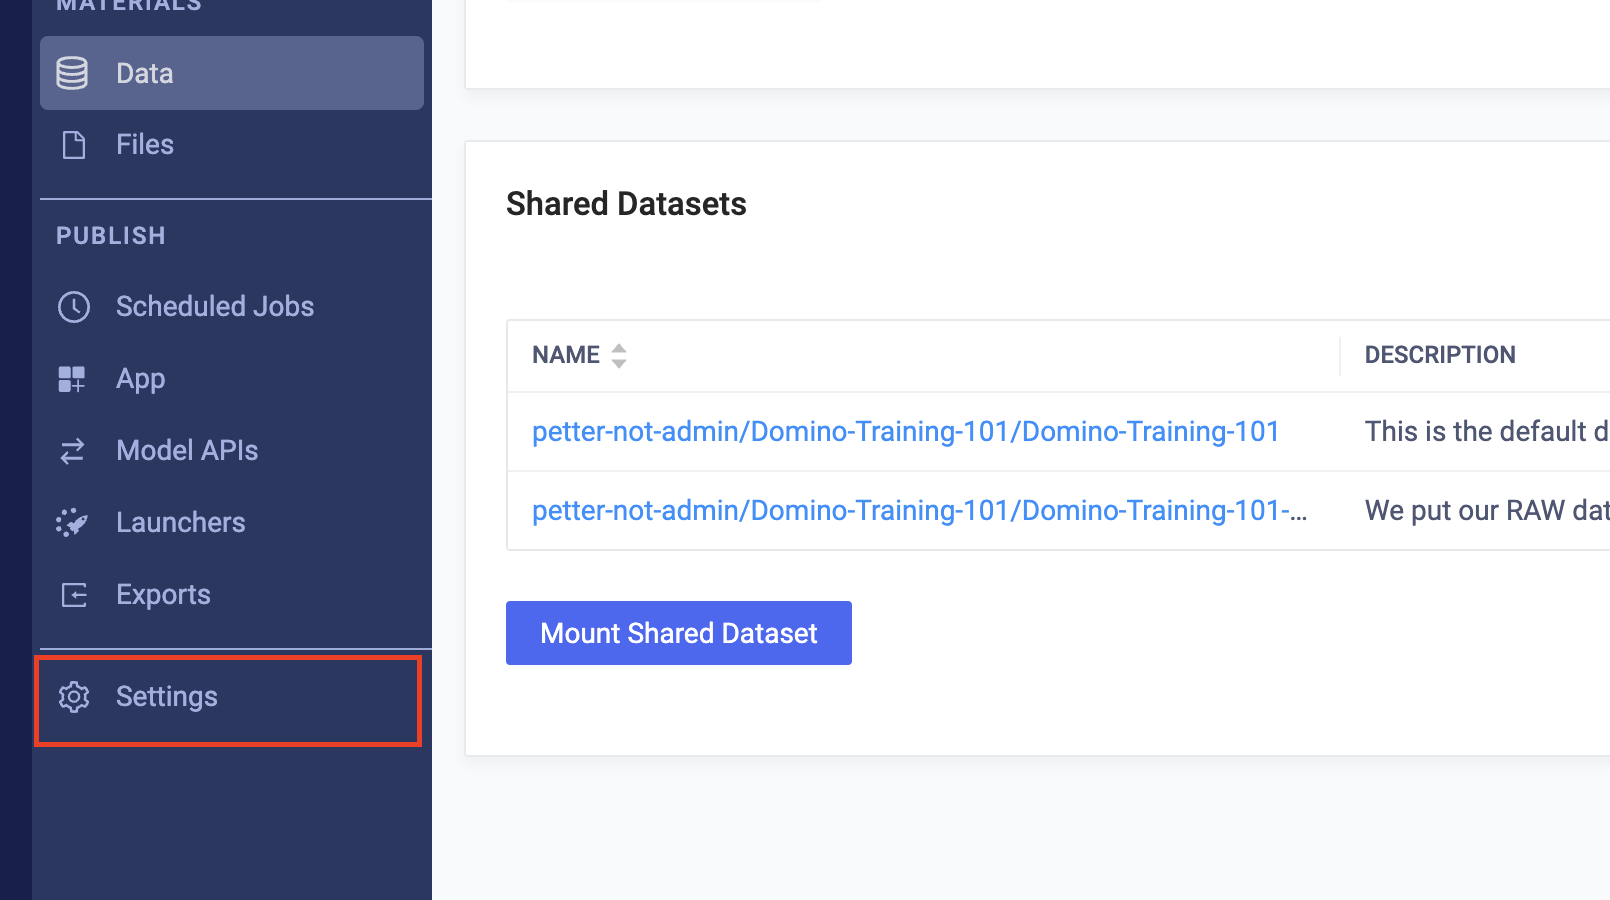 MATERIALS
Data
Files
PUBLISH
Scheduled Jobs
App
Model APIs
Launchers
Exports
Settings
Shared Datasets
NAME DESCRIPTION
petter-not-admin/Domino-Training-101/Domino-Training-101 This is the default d
petter-not-admin/Domino-Training-101/Domino-Training-101-... We put our RAW dat
Mount Shared Dataset